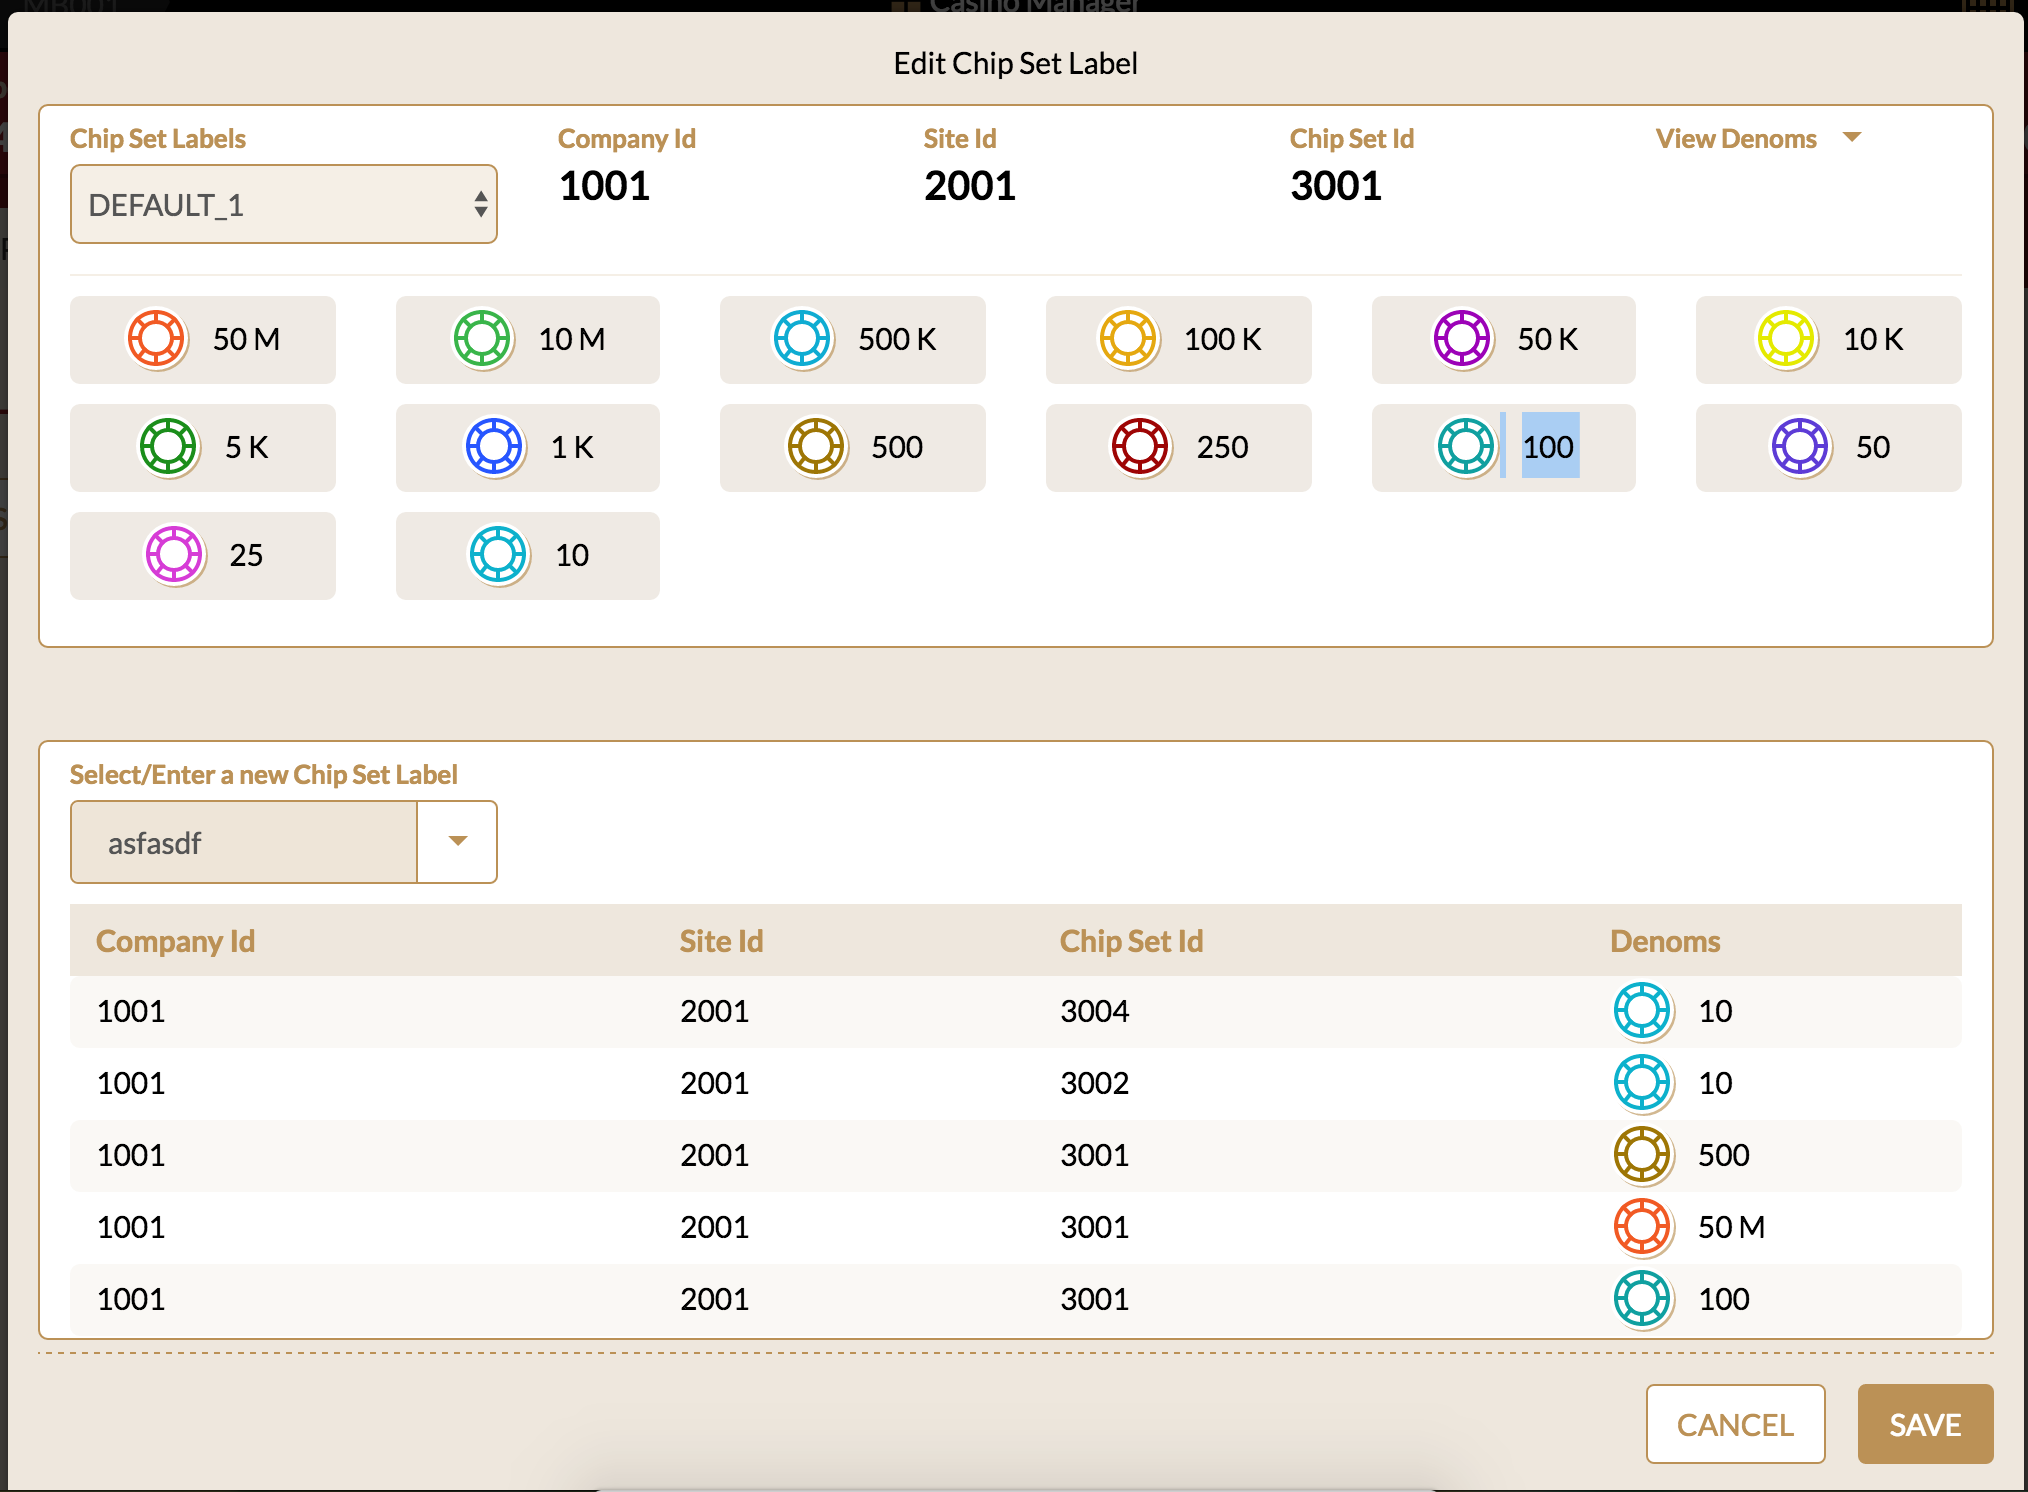 MB001
Casino Manager
Edit Chip Set Label
Chip Set Labels Company Id Site Id Chip Set Id View Denoms
DEFAULT_1 1001 2001 3001
50 M 10 M 500 K 100 K 50 K 10 K
5 K 1 K 500 250 100 50
25 10
Select/Enter a new Chip Set Label
asfasdf
Company Id Site Id Chip Set Id Denoms
1001 2001 3004 10
1001 2001 3002 10
1001 2001 3001 500
1001 2001 3001 50 M
1001 2001 3001 100
CANCEL SAVE